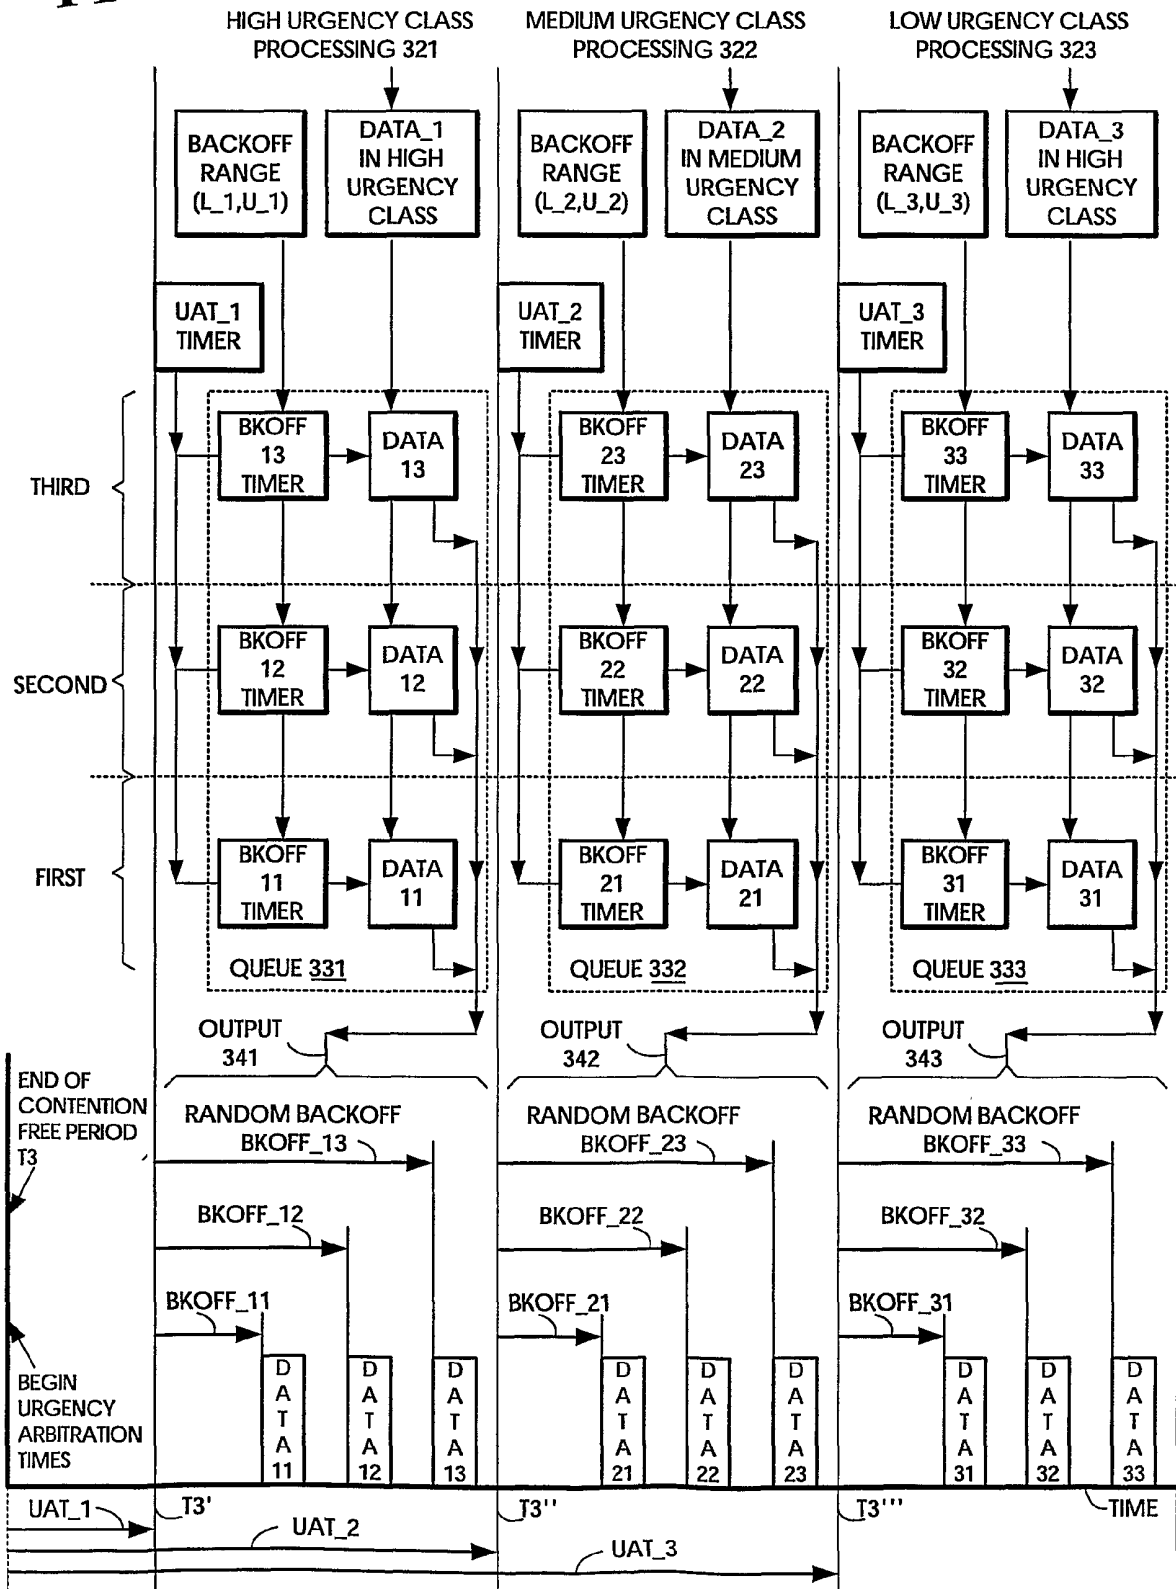 HIGH URGENCY CLASS
PROCESSING 321
MEDIUM URGENCY CLASS
PROCESSING 322
LOW URGENCY CLASS
PROCESSING 323
BACKOFF
RANGE
(L_1,U_1)
DATA_1
IN HIGH
URGENCY
CLASS
BACKOFF
RANGE
(L_2,U_2)
DATA_2
IN MEDIUM
URGENCY
CLASS
BACKOFF
RANGE
(L_3,U_3)
DATA_3
IN HIGH
URGENCY
CLASS
UAT_1
TIMER
UAT_2
TIMER
UAT_3
TIMER
THIRD
BKOFF
13
TIMER
DATA
13
BKOFF
23
TIMER
DATA
23
BKOFF
33
TIMER
DATA
33
SECOND
BKOFF
12
TIMER
DATA
12
BKOFF
22
TIMER
DATA
22
BKOFF
32
TIMER
DATA
32
FIRST
BKOFF
11
TIMER
DATA
11
BKOFF
21
TIMER
DATA
21
BKOFF
31
TIMER
DATA
31
QUEUE 331
QUEUE 332
QUEUE 333
OUTPUT
341
OUTPUT
342
OUTPUT
343
END OF
CONTENTION
FREE PERIOD
T3
RANDOM BACKOFF
BKOFF_13
RANDOM BACKOFF
BKOFF_23
RANDOM BACKOFF
BKOFF_33
BKOFF_12
BKOFF_22
BKOFF_32
BKOFF_11
BKOFF_21
BKOFF_31
BEGIN
URGENCY
ARBITRATION
TIMES
DATA
11
DATA
12
DATA
13
DATA
21
DATA
22
DATA
23
DATA
31
DATA
32
DATA
33
UAT_1
T3'
T3''
T3'''
TIME
UAT_2
UAT_3